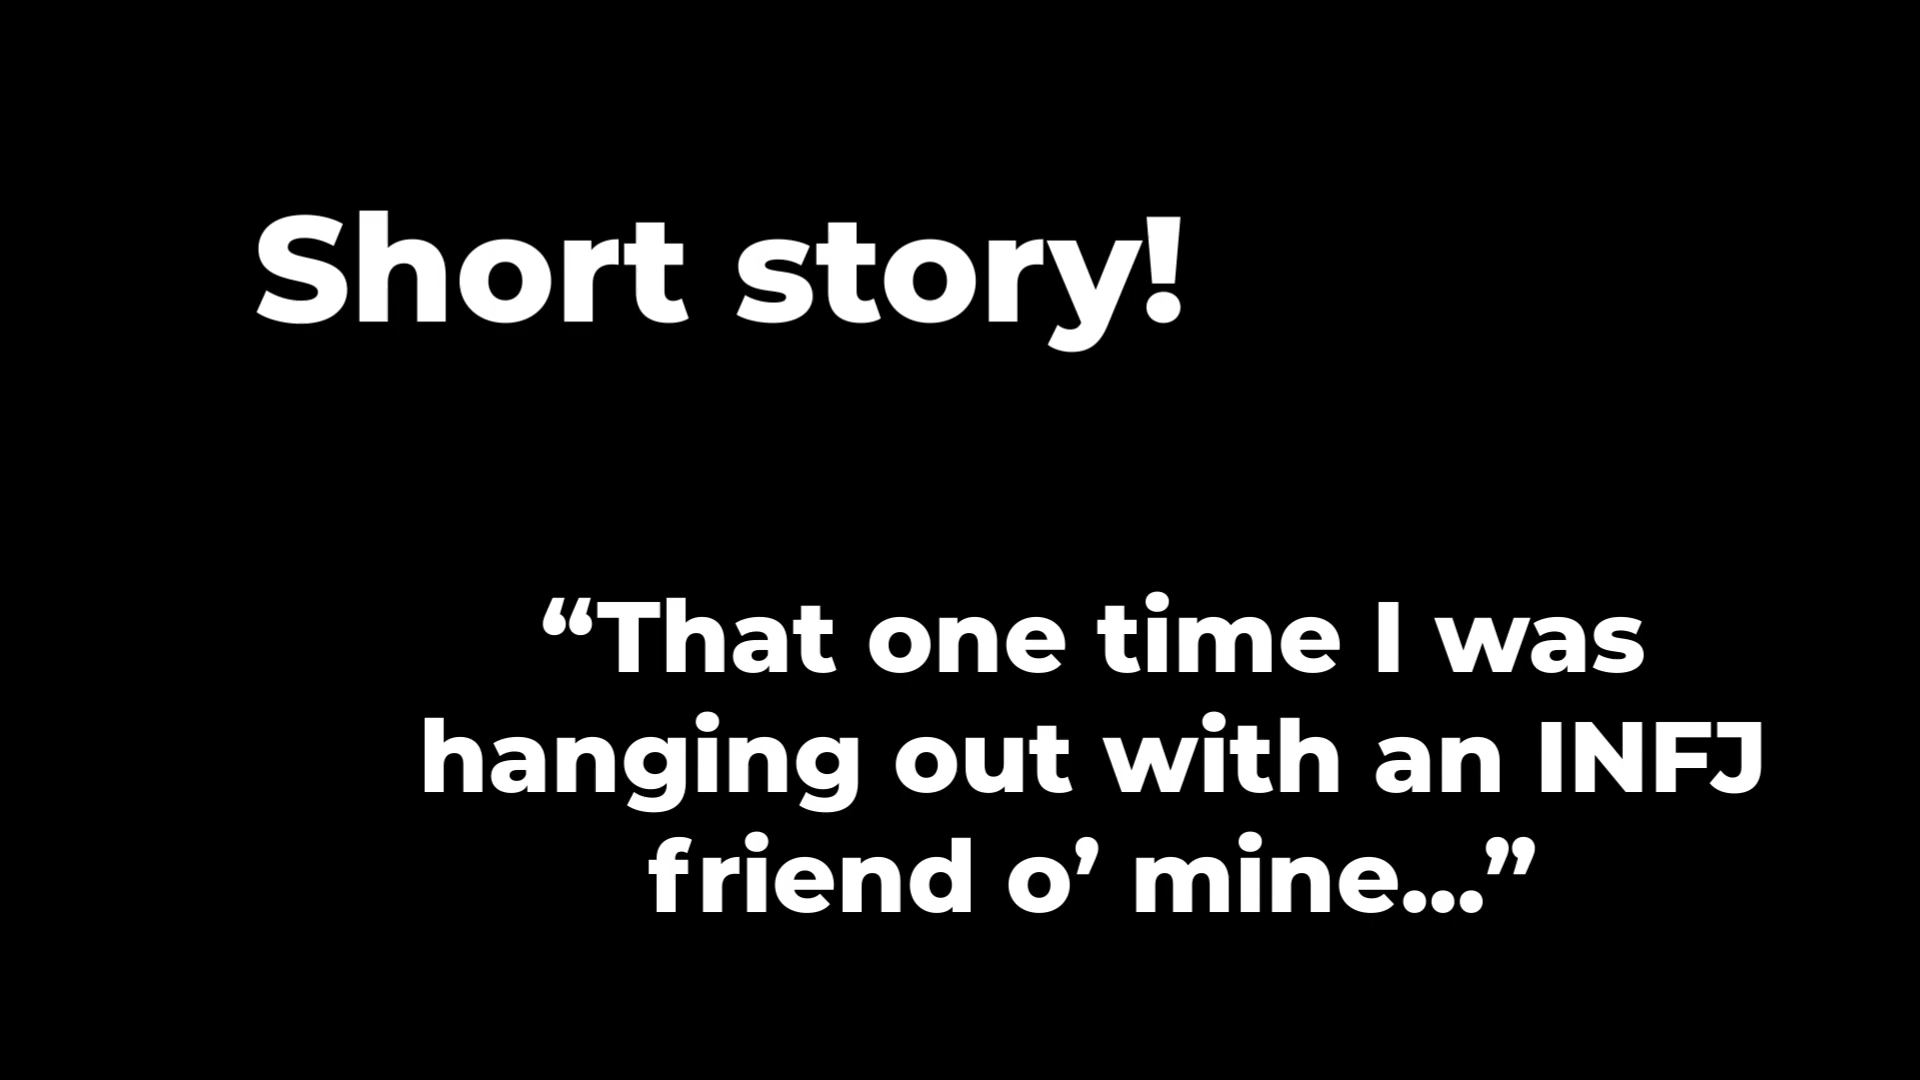 Short story!
“That one time I was
hanging out with an INFJ
friend o’ mine...”